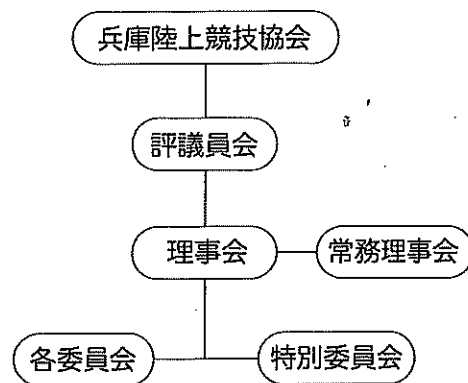 兵庫陸上競技協会
評議員会
理事会
常務理事会
各委員会
特別委員会